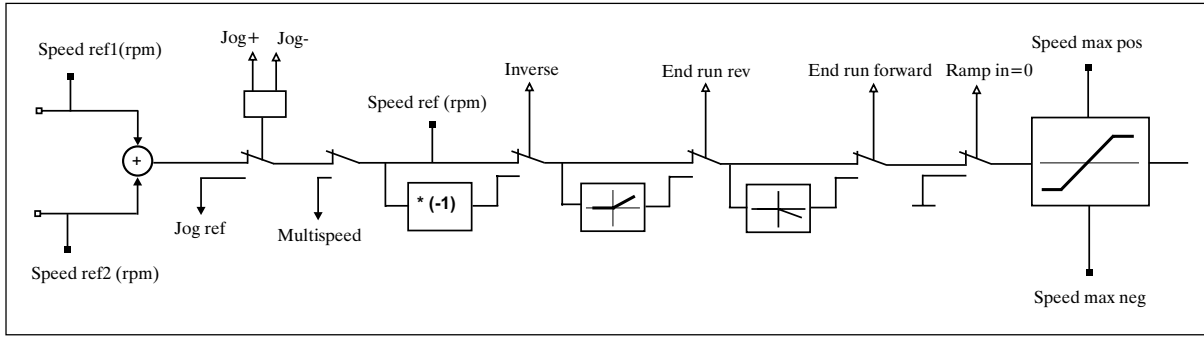 Speed ref1(rpm)
Jog+
Jog-
Speed ref (rpm)
Inverse
End run rev
End run forward
Ramp in=0
Speed max pos
+
* (-1)
Jog ref
Multispeed
Speed ref2 (rpm)
Speed max neg